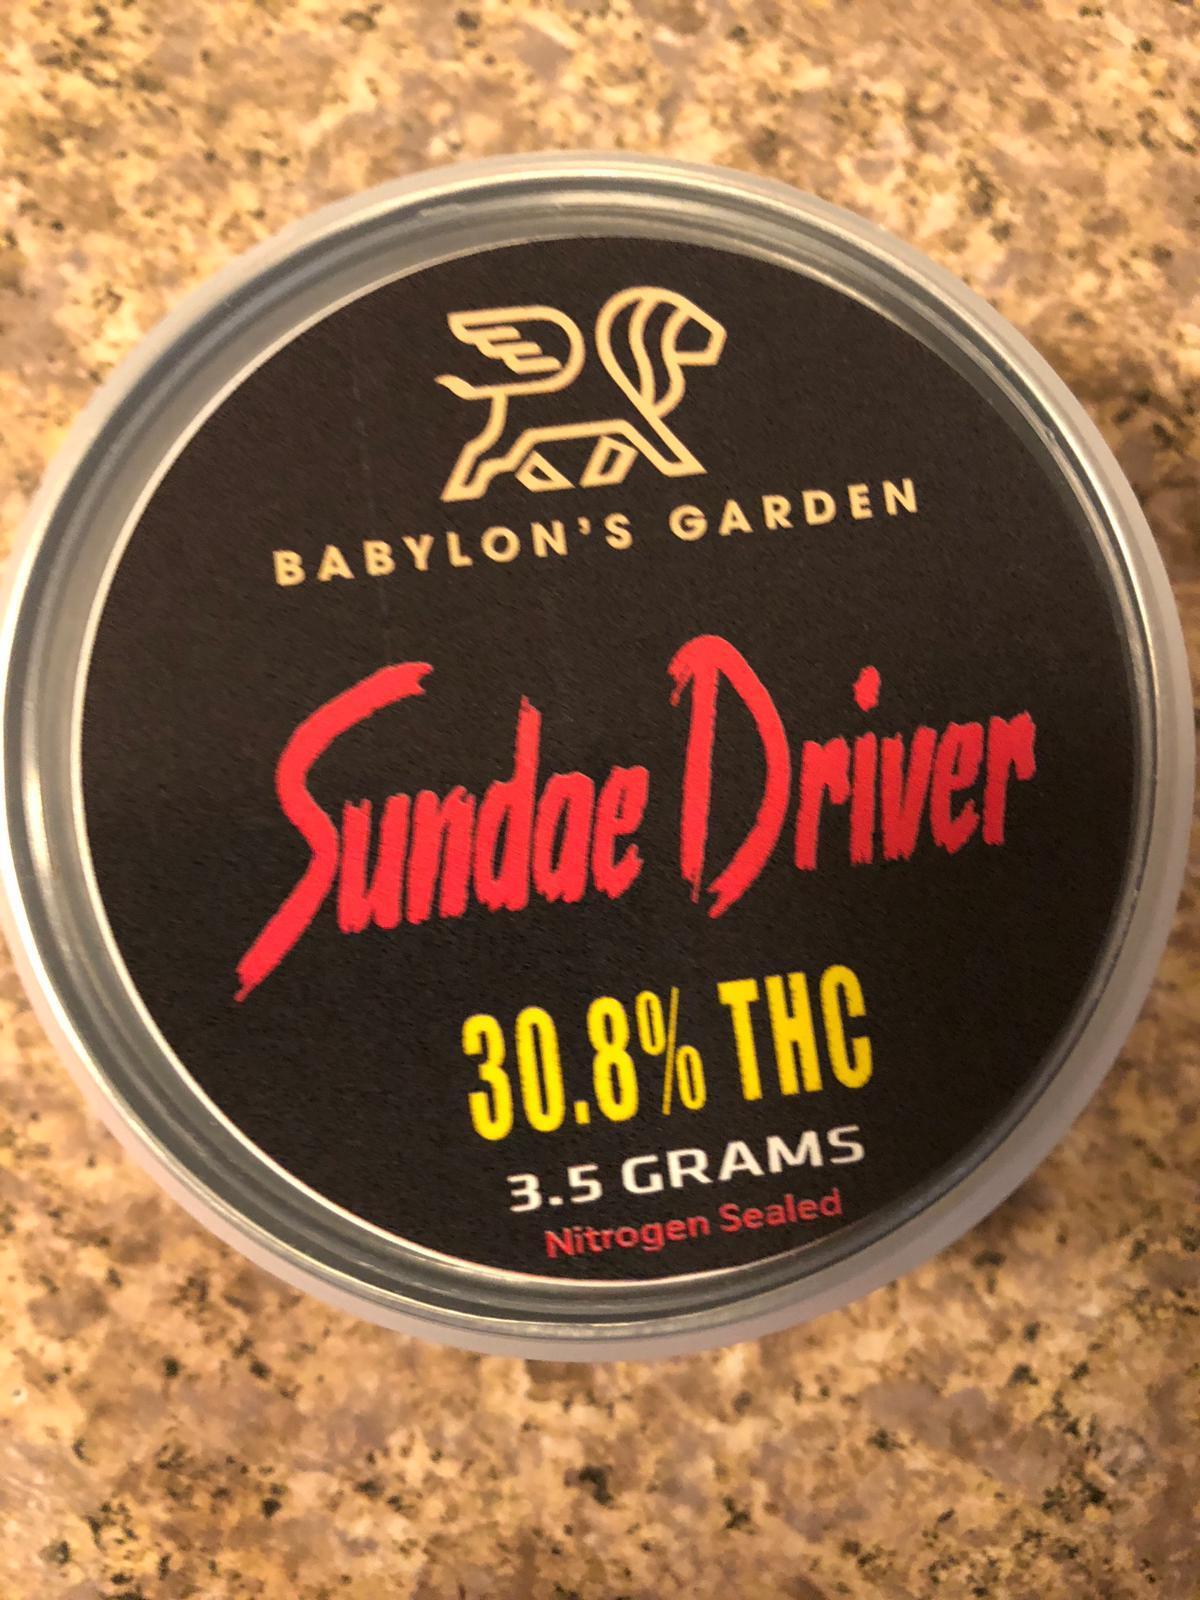 BABYLON'S GARDEN
Sundae Driver
30.8% THC
3.5 GRAMS
Nitrogen Sealed